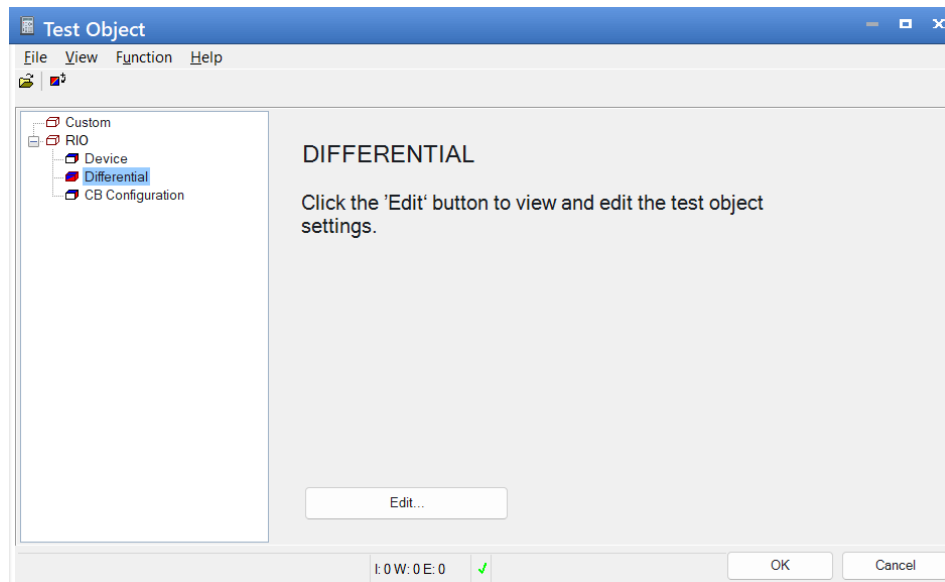 Test Object
File View Function Help
Custom
RIO
Device
Differential
CB Configuration
DIFFERENTIAL
Click the 'Edit‘ button to view and edit the test object
settings.
Edit...
I: 0 W: 0 E: 0
OK
Cancel